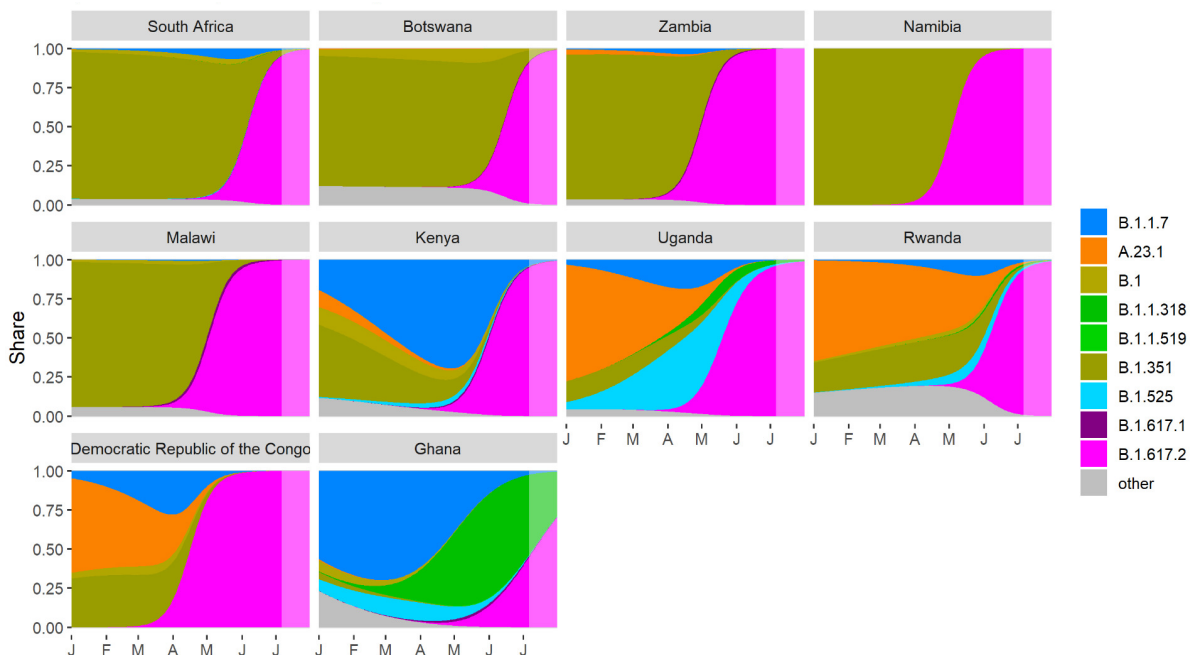 South Africa Botswana Zambia Namibia
1.00
0.75
0.50
0.25
0.00
Malawi Kenya Uganda Rwanda
1.00
0.75
0.50
0.25
0.00
J F M A M J J J F M A M J J
Democratic Republic of the Congo Ghana
1.00
0.75
0.50
0.25
0.00
J F M A M J J J F M A M J J
Share
B.1.1.7
A.23.1
B.1
B.1.1.318
B.1.1.519
B.1.351
B.1.525
B.1.617.1
B.1.617.2
other